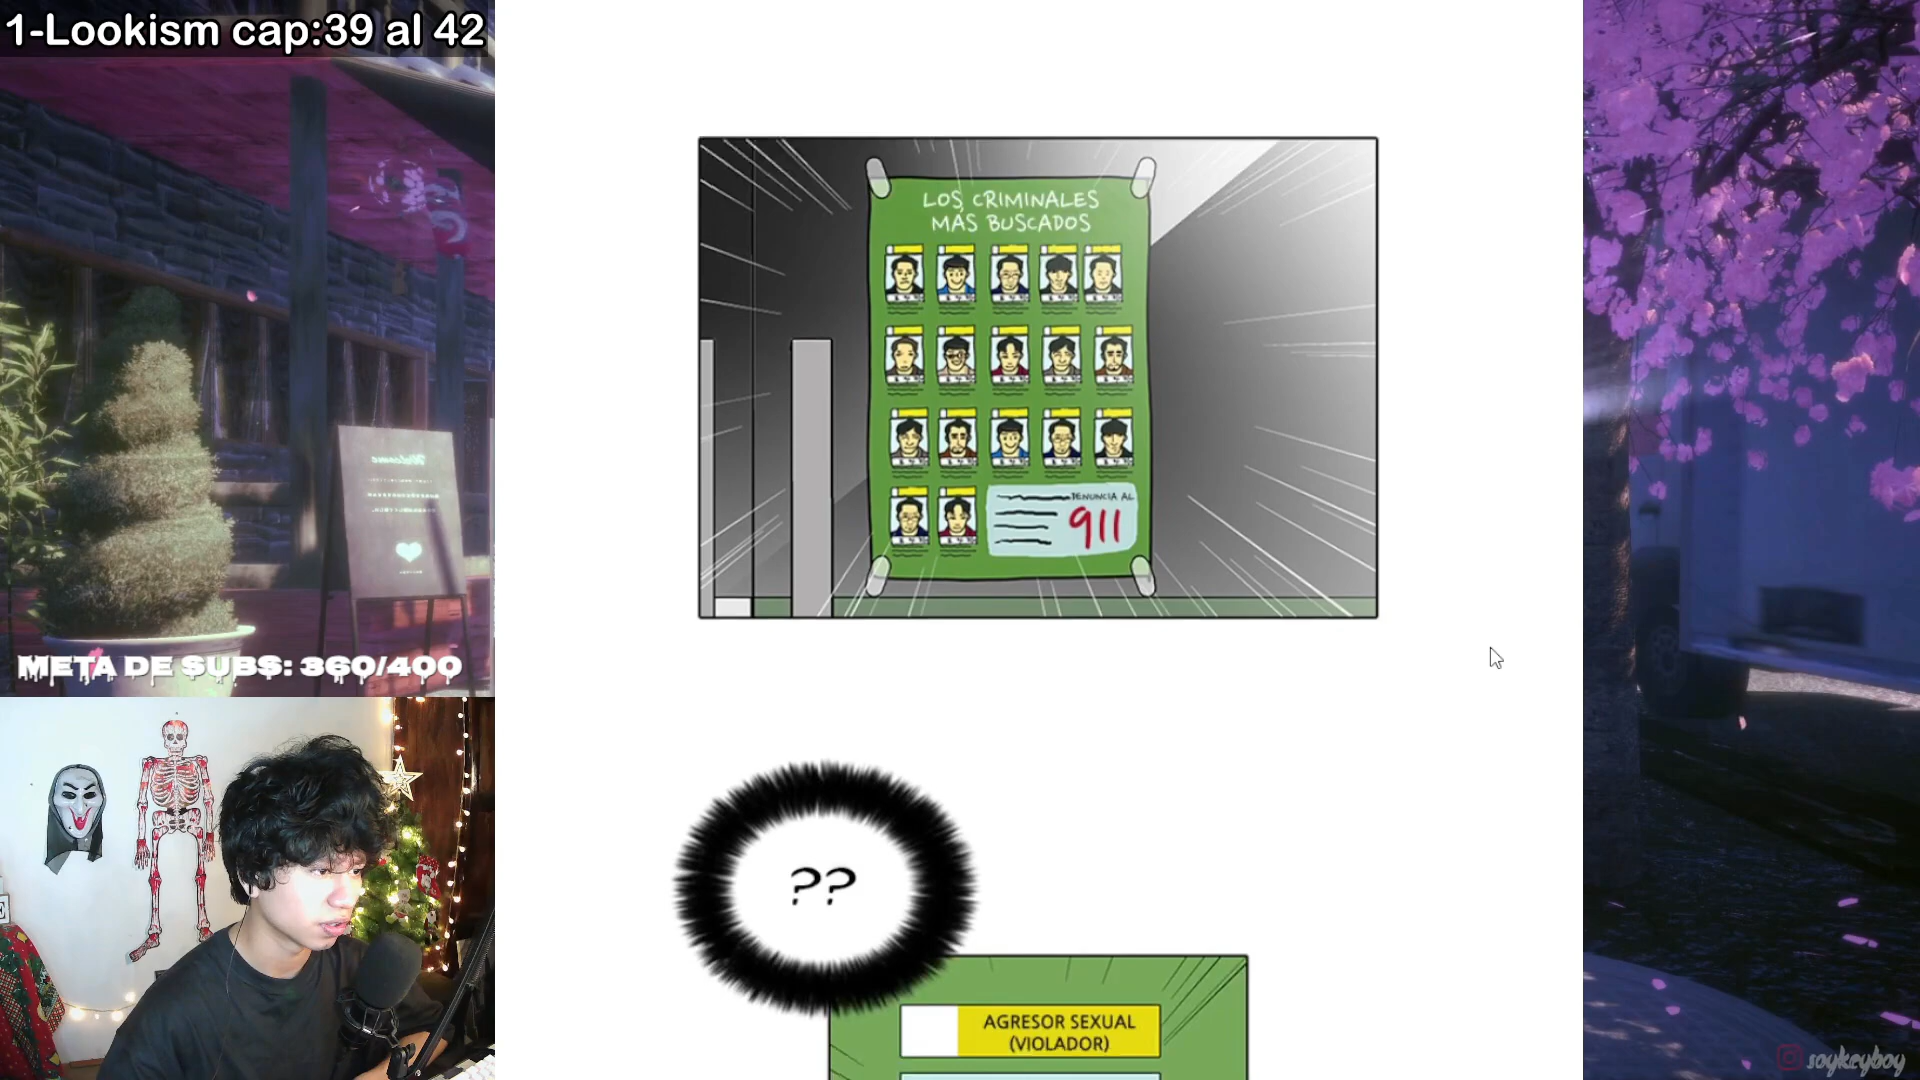 1-Lookism cap:39 al 42
LOS CRIMINALES
MÁS BUSCADOS
DENUNCIA AL
911
Welcome
META DE SUBS: 360/400
??
AGRESOR SEXUAL
(VIOLADOR)
soykeyboy